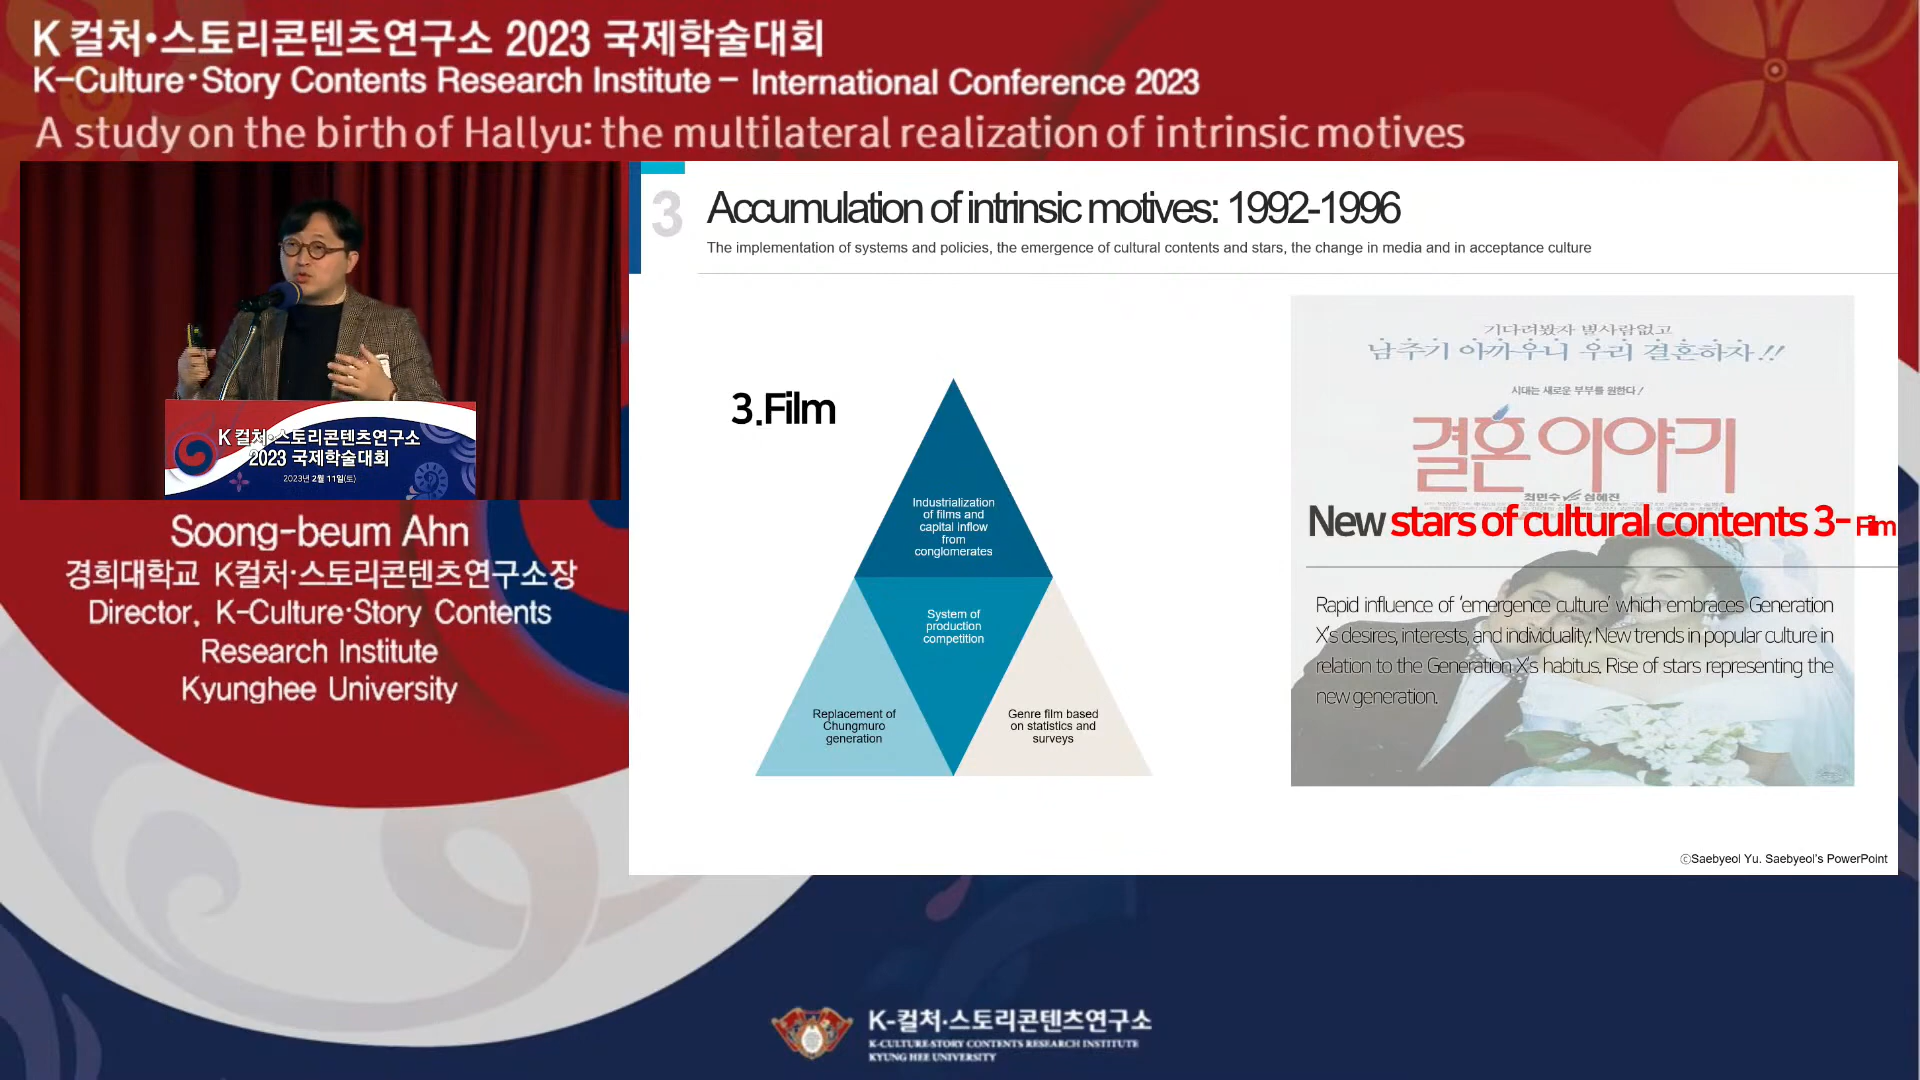 K 컬처•스토리콘텐츠연구소 2023 국제학술대회
K-Culture•Story Contents Research Institute - International Conference 2023
A study on the birth of Hallyu: the multilateral realization of intrinsic motives
K 컬처•스토리콘텐츠연구소
2023 국제학술대회
2023년 2월 11일(토)
Soong-beum Ahn
경희대학교 K컬처•스토리콘텐츠연구소장
Director, K-Culture•Story Contents
Research Institute
Kyunghee University
3
Accumulation of intrinsic motives: 1992-1996
The implementation of systems and policies, the emergence of cultural contents and stars, the change in media and in acceptance culture
3.Film
Industrialization
of films and
capital inflow
from
conglomerates
System of
production
competition
Replacement of
Chungmuro
generation
Genre film based
on statistics and
surveys
기다려봤자 별사람없고
남주기 아까우니 우리 결혼하자!!
시대는 새로운 부부를 원한다!
결혼 이야기
최민수 심혜진
New stars of cultural contents 3- Film
Rapid influence of 'emergence culture' which embraces Generation
X's desires, interests, and individuality. New trends in popular culture in
relation to the Generation X's habitus. Rise of stars representing the
new generation.
ⓒSaebyeol Yu. Saebyeol's PowerPoint
K-컬처•스토리콘텐츠연구소
K-CULTURE•STORY CONTENTS RESEARCH INSTITUTE
KYUNG HEE UNIVERSITY